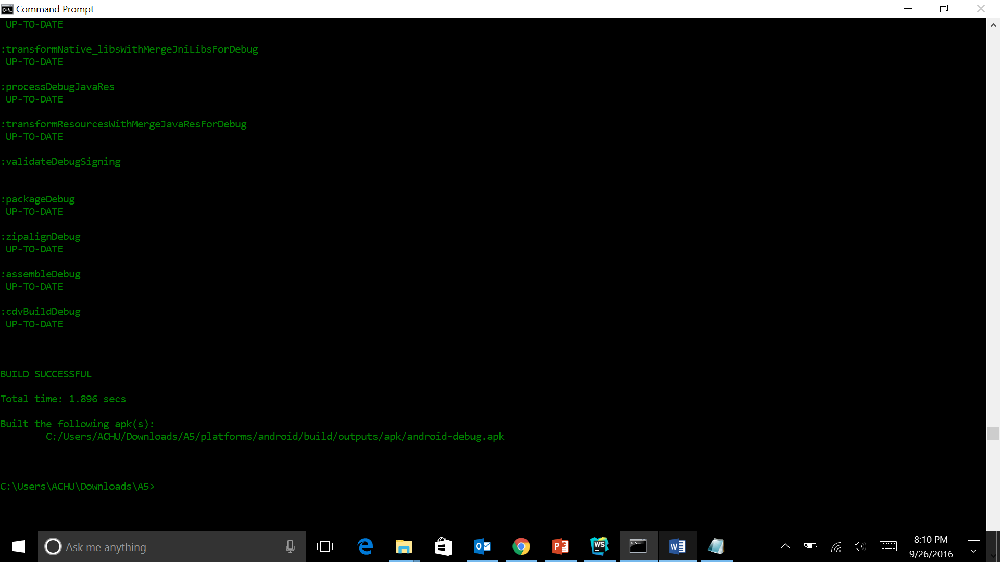 Command Prompt
UP-TO-DATE
:transformNative_libsWithMergeJniLibsForDebug
UP-TO-DATE
:processDebugJavaRes
UP-TO-DATE
:transformResourcesWithMergeJavaResForDebug
UP-TO-DATE
:validateDebugSigning
:packageDebug
UP-TO-DATE
:zipalignDebug
UP-TO-DATE
:assembleDebug
UP-TO-DATE
:cdvBuildDebug
UP-TO-DATE
BUILD SUCCESSFUL
Total time: 1.896 secs
Built the following apk(s):
C:/Users/ACHU/Downloads/A5/platforms/android/build/outputs/apk/android-debug.apk
C:\Users\ACHU\Downloads\A5>
Ask me anything
8:10 PM
9/26/2016